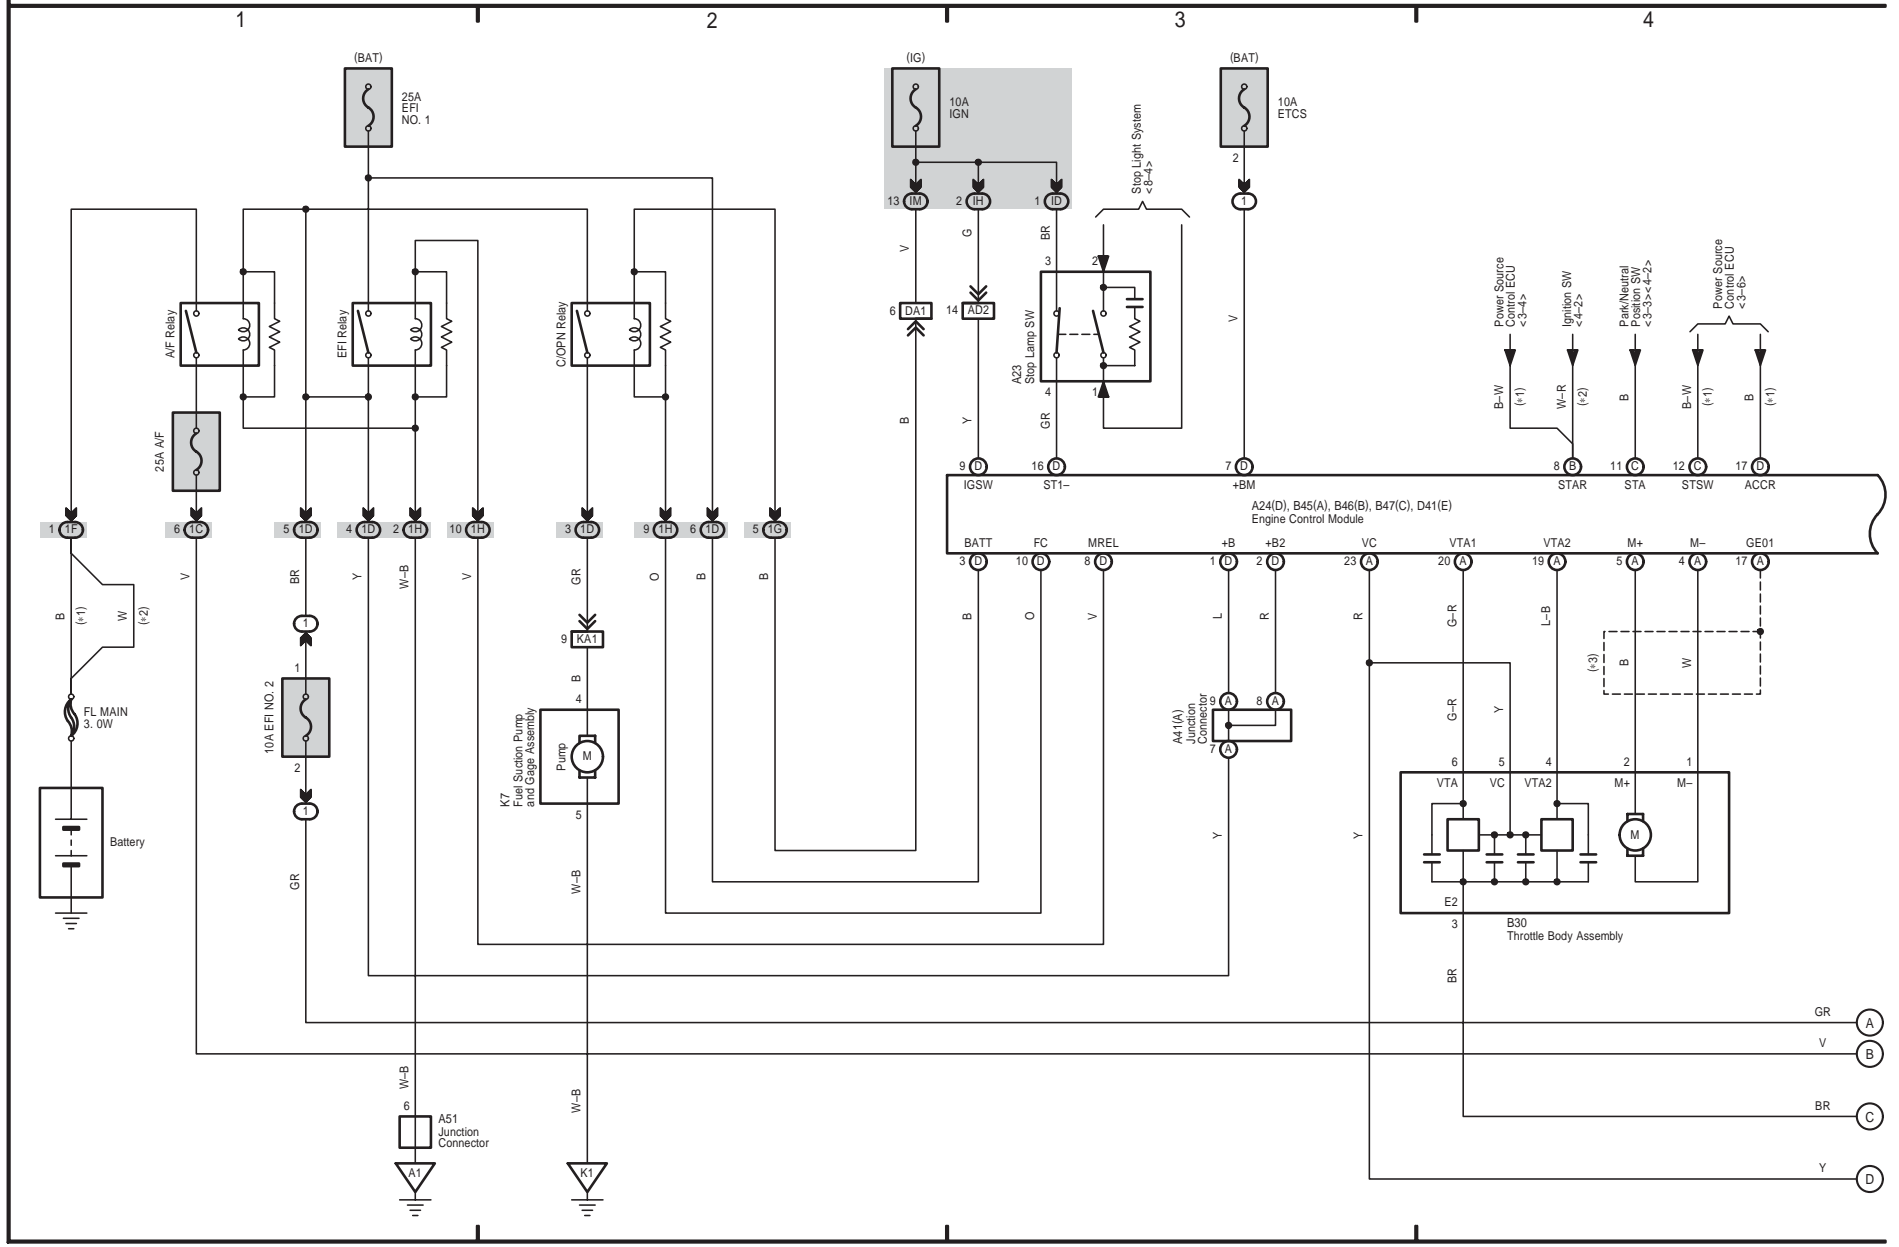 1
2
3
4
(BAT)
25A
EFI
NO. 1
(IG)
10A
IGN
(BAT)
10A
ETCS
2
1
Stop Light System
<8–4>
13 IM
2 IH
1 ID
V
G
BR
3
2
6 DA1
14 AD2
A23
Stop Lamp SW
4
1
B
Y
GR
V
A/F Relay
EFI Relay
C/OPN Relay
25A A/F
Power Source
Control ECU
<3–4>
Ignition SW
<4–2>
Park/Neutral
Position SW
<3–3><4–2>
Power Source
Control ECU
<3–6>
B–W
(*1)
W–R
(*2)
B
B–W
(*1)
B
(*1)
9 D
16 D
7 D
8 B
11 C
12 C
17 D
IGSW
ST1–
+BM
STAR
STA
STSW
ACCR
A24(D), B45(A), B46(B), B47(C), D41(E)
Engine Control Module
1 1F
6 1C
5 1D
4 1D
2 1H
10 1H
3 1D
9 1H
6 1D
5 1G
BATT
FC
MREL
+B
+B2
VC
VTA1
VTA2
M+
M–
GE01
3 D
10 D
8 D
1 D
2 D
23 A
20 A
19 A
5 A
4 A
17 A
B
(*1)
W
(*2)
V
BR
Y
W–B
V
GR
O
B
B
B
O
V
L
R
R
G–R
L–B
(*3)
B
W
1
1
9 KA1
B
4
10A EFI NO. 2
2
1
FL MAIN
3. 0W
Battery
GR
K7
Fuel Suction Pump
and Gage Assembly
Pump
M
5
W–B
9 A
8 A
A41(A)
Junction
Connector
7 A
Y
Y
G–R
Y
6
5
4
2
1
VTA
VC
VTA2
M+
M–
M
E2
3
B30
Throttle Body Assembly
BR
GR
A
V
B
BR
C
Y
D
W–B
6
A51
Junction
Connector
A1
W–B
K1